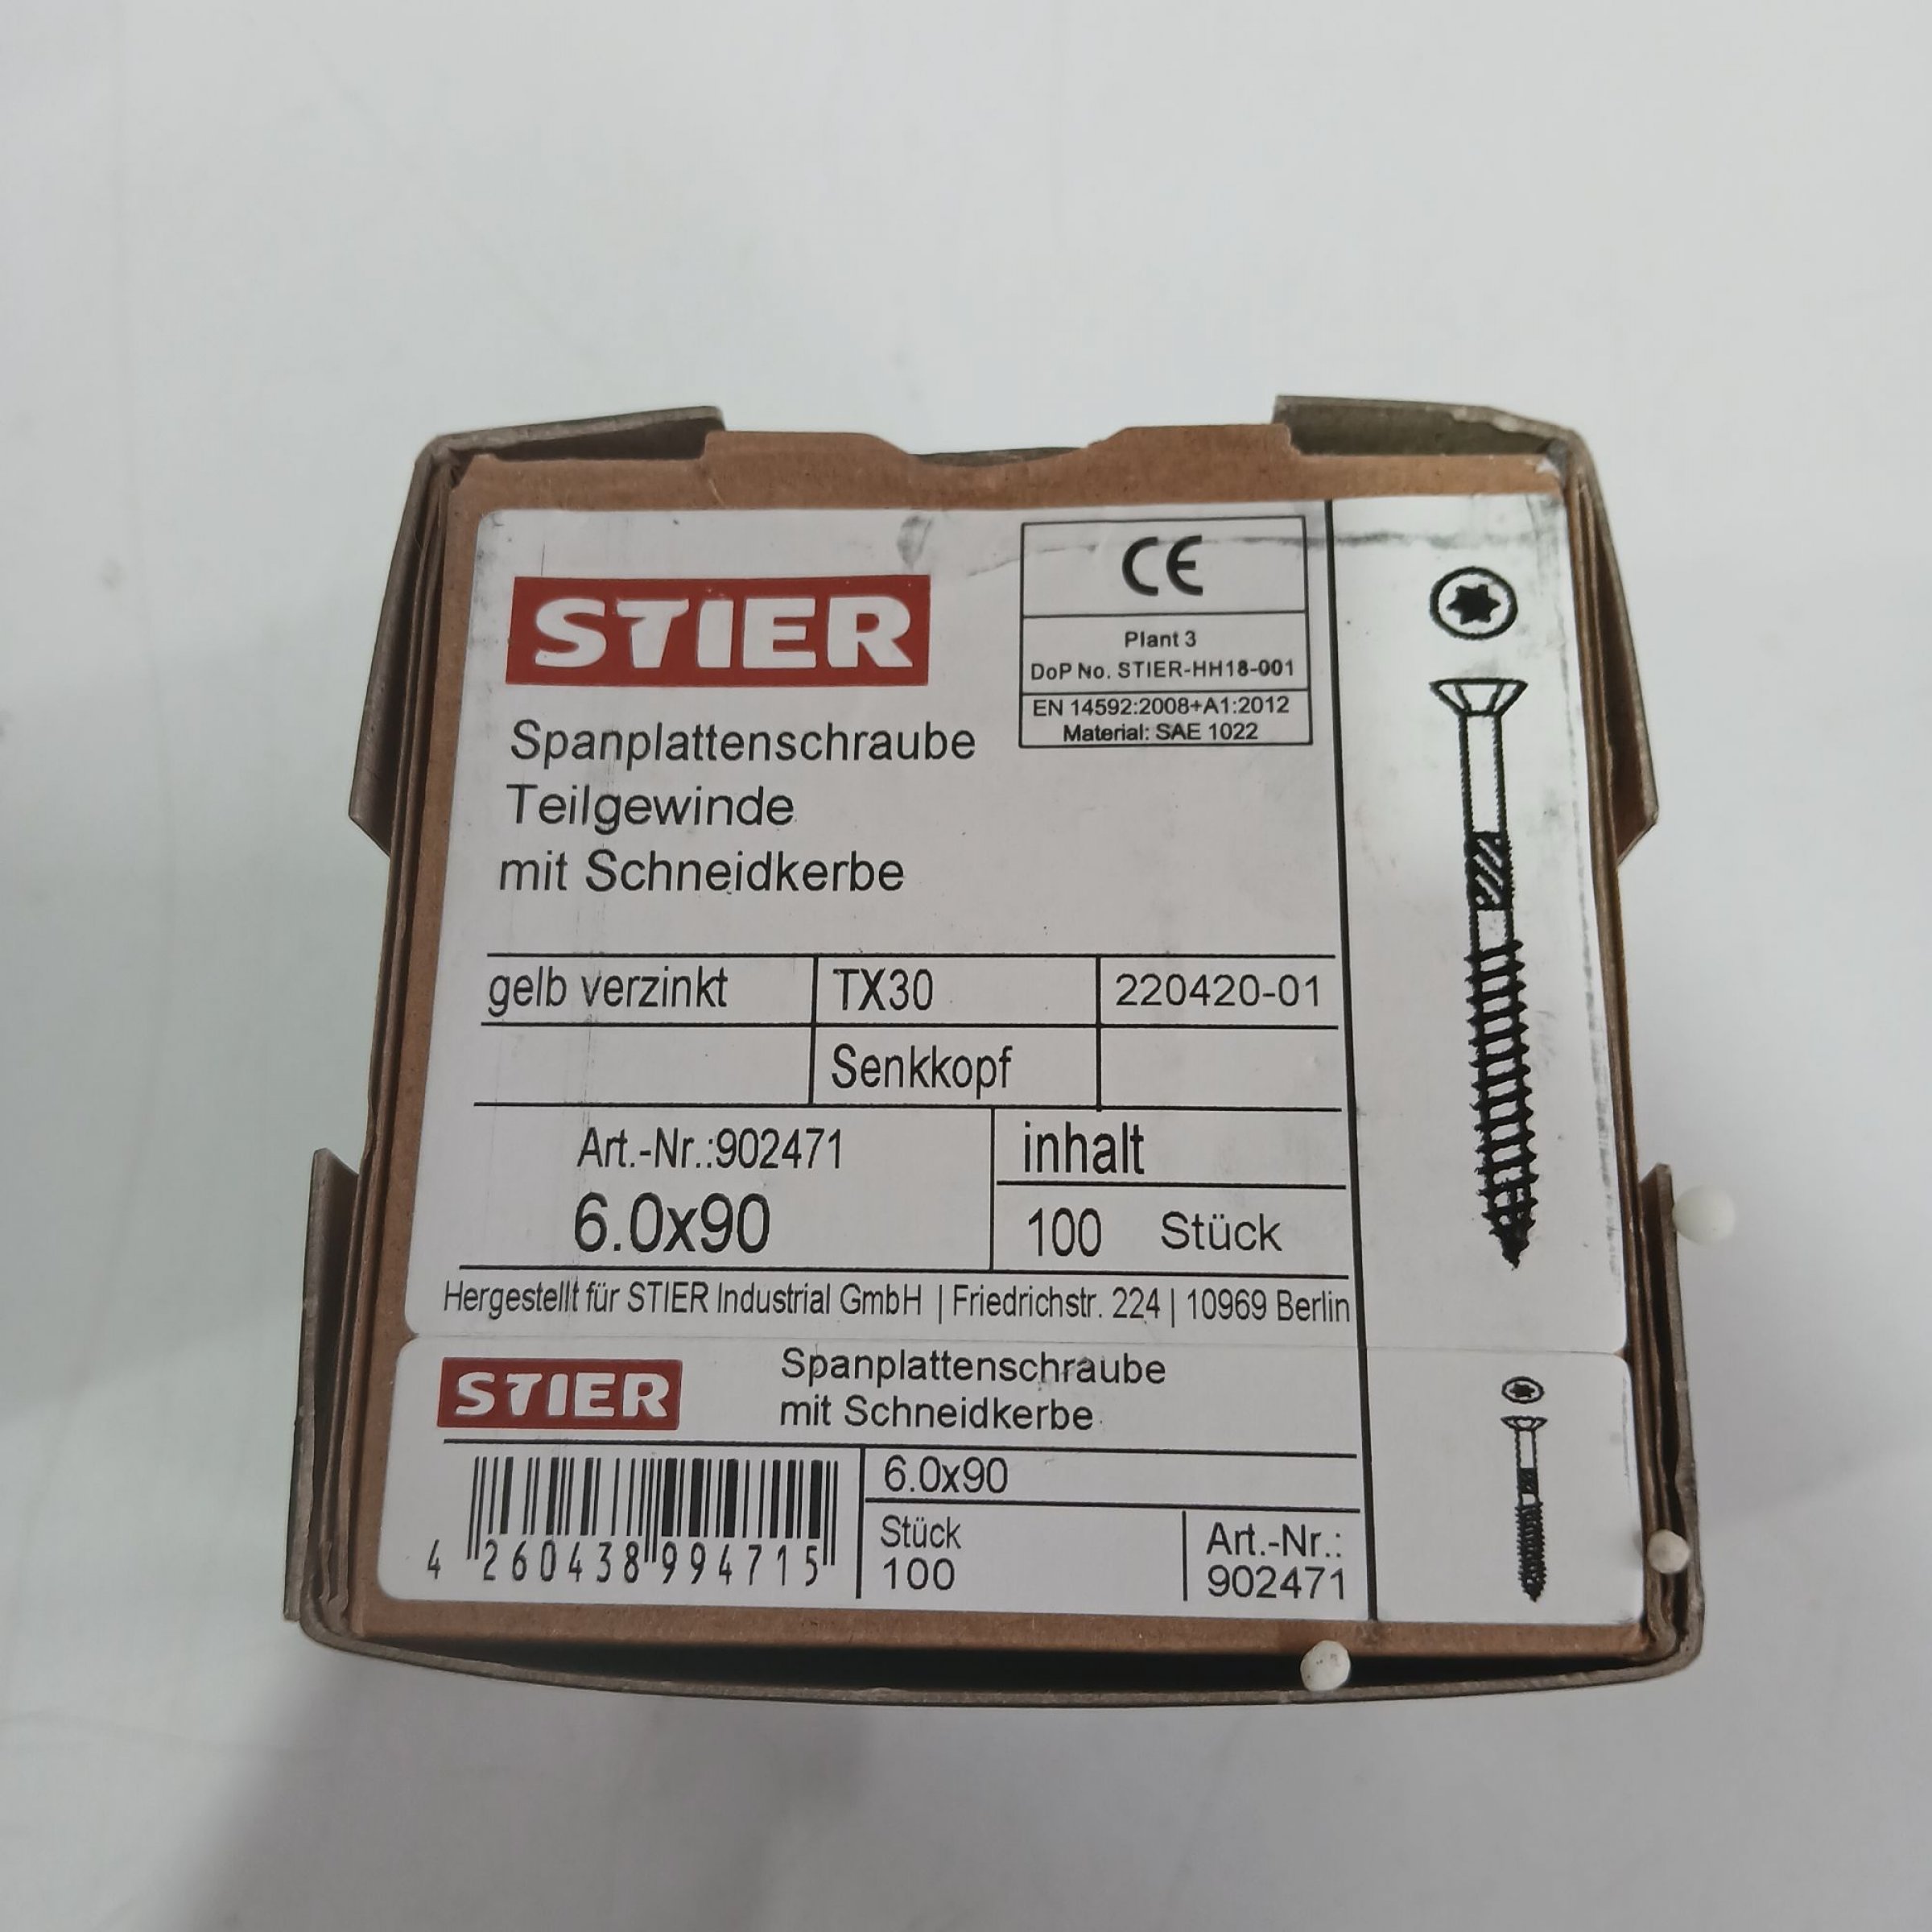 STIER
CE
Plant 3
DoP No. STIER-HH18-001
EN 14592:2008+A1:2012
Material: SAE 1022
Spanplattenschraube
Teilgewinde
mit Schneidkerbe
gelb verzinkt TX30 220420-01
Senkkopf
Art.-Nr.:902471 inhalt
6.0x90 100 Stück
Hergestellt für STIER Industrial GmbH | Friedrichstr. 224 | 10969 Berlin
STIER
Spanplattenschraube
mit Schneidkerbe
4 260438 994715
6.0x90
Stück
100
Art.-Nr.:
902471